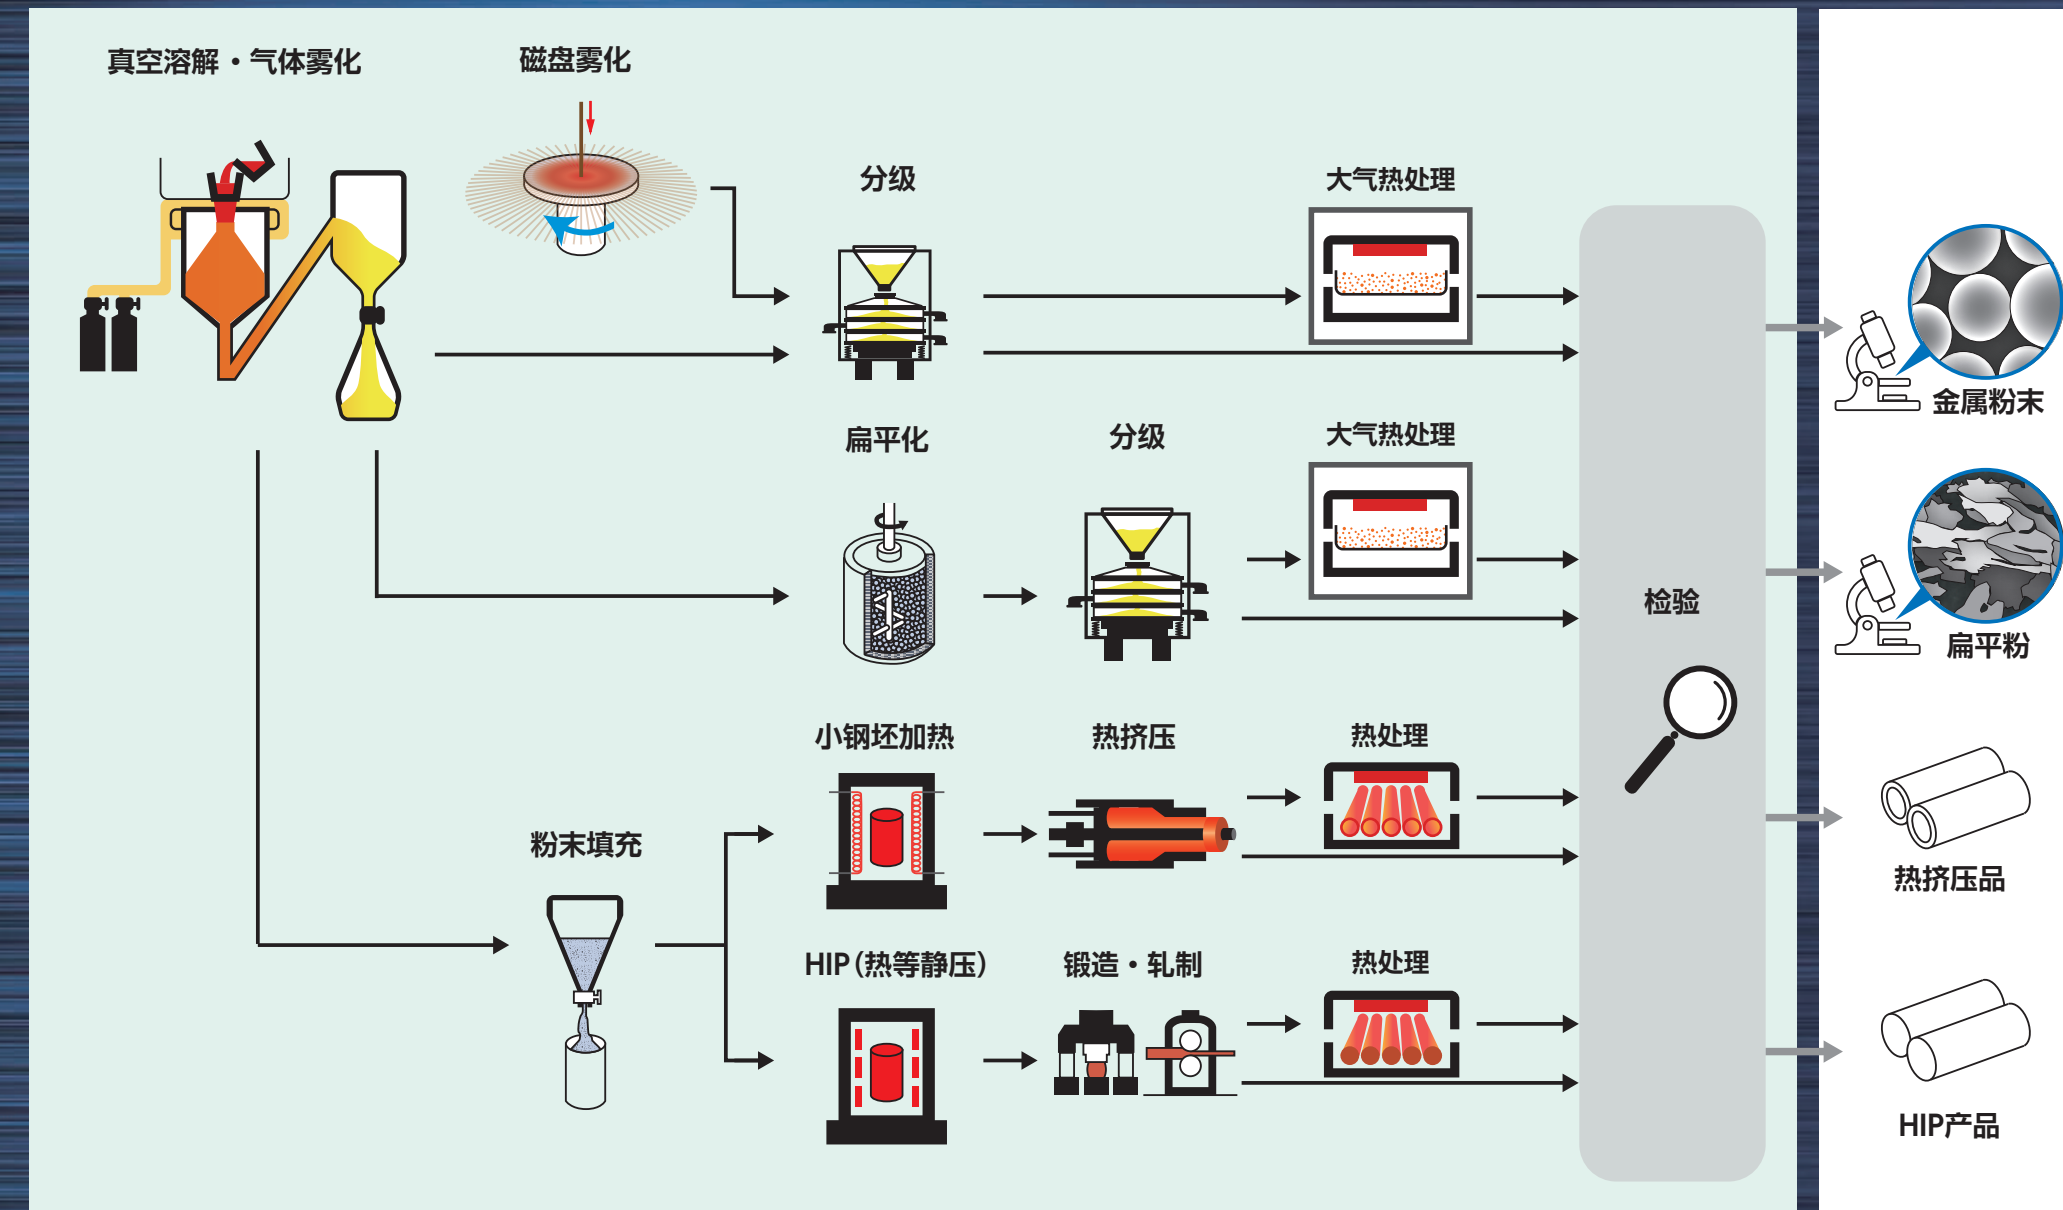 真空溶解・气体雾化
磁盘雾化
分级
大气热处理
金属粉末
扁平化
分级
大气热处理
检验
扁平粉
小钢坯加热
热挤压
热处理
粉末填充
热挤压品
HIP（热等静压）
锻造・轧制
热处理
HIP产品